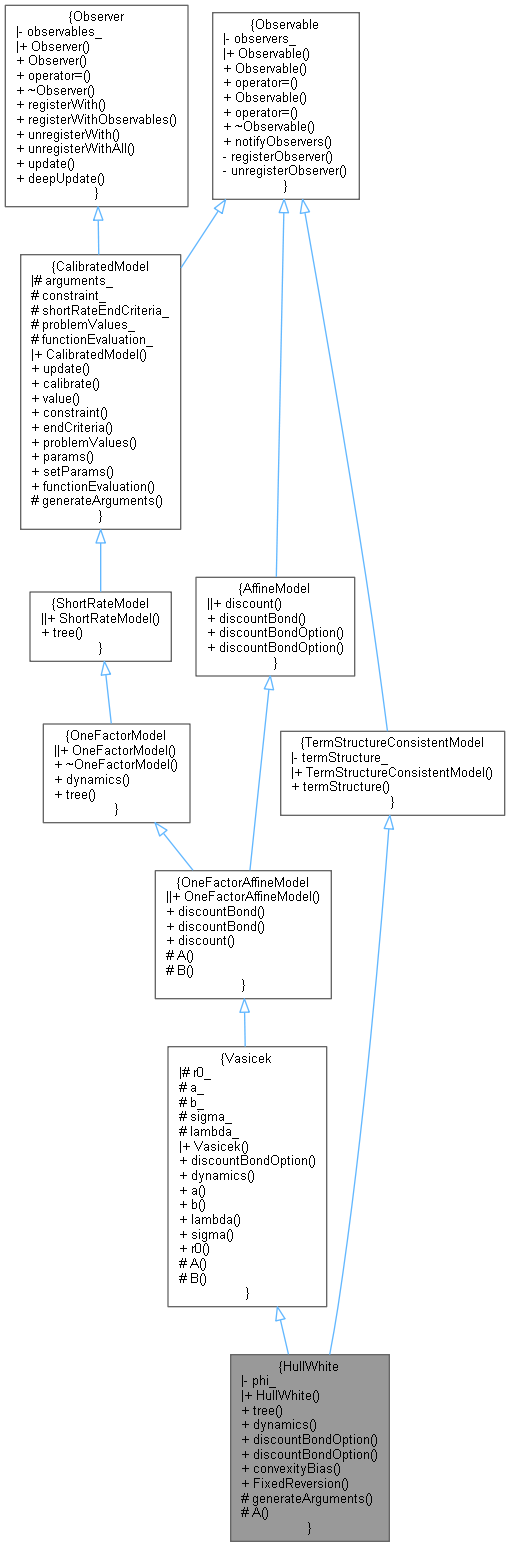 {Observer
|- observables_
|+ Observer()
+ Observer()
+ operator=()
+ ~Observer()
+ registerWith()
+ registerWithObservables()
+ unregisterWith()
+ unregisterWithAll()
+ update()
+ deepUpdate()
}
{Observable
|- observers_
|+ Observable()
+ Observable()
+ operator=()
+ Observable()
+ operator=()
+ ~Observable()
+ notifyObservers()
- registerObserver()
- unregisterObserver()
}
{CalibratedModel
|# arguments_
# constraint_
# shortRateEndCriteria_
# problemValues_
# functionEvaluation_
|+ CalibratedModel()
+ update()
+ calibrate()
+ value()
+ constraint()
+ endCriteria()
+ problemValues()
+ params()
+ setParams()
+ functionEvaluation()
# generateArguments()
}
{ShortRateModel
||+ ShortRateModel()
+ tree()
}
{AffineModel
||+ discount()
+ discountBond()
+ discountBondOption()
+ discountBondOption()
}
{OneFactorModel
||+ OneFactorModel()
+ ~OneFactorModel()
+ dynamics()
+ tree()
}
{TermStructureConsistentModel
|- termStructure_
|+ TermStructureConsistentModel()
+ termStructure()
}
{OneFactorAffineModel
||+ OneFactorAffineModel()
+ discountBond()
+ discountBond()
+ discount()
# A()
# B()
}
{Vasicek
|# r0_
# a_
# b_
# sigma_
# lambda_
|+ Vasicek()
+ discountBondOption()
+ dynamics()
+ a()
+ b()
+ lambda()
+ sigma()
+ r0()
# A()
# B()
}
{HullWhite
|- phi_
|+ HullWhite()
+ tree()
+ dynamics()
+ discountBondOption()
+ discountBondOption()
+ convexityBias()
+ FixedReversion()
# generateArguments()
# A()
}